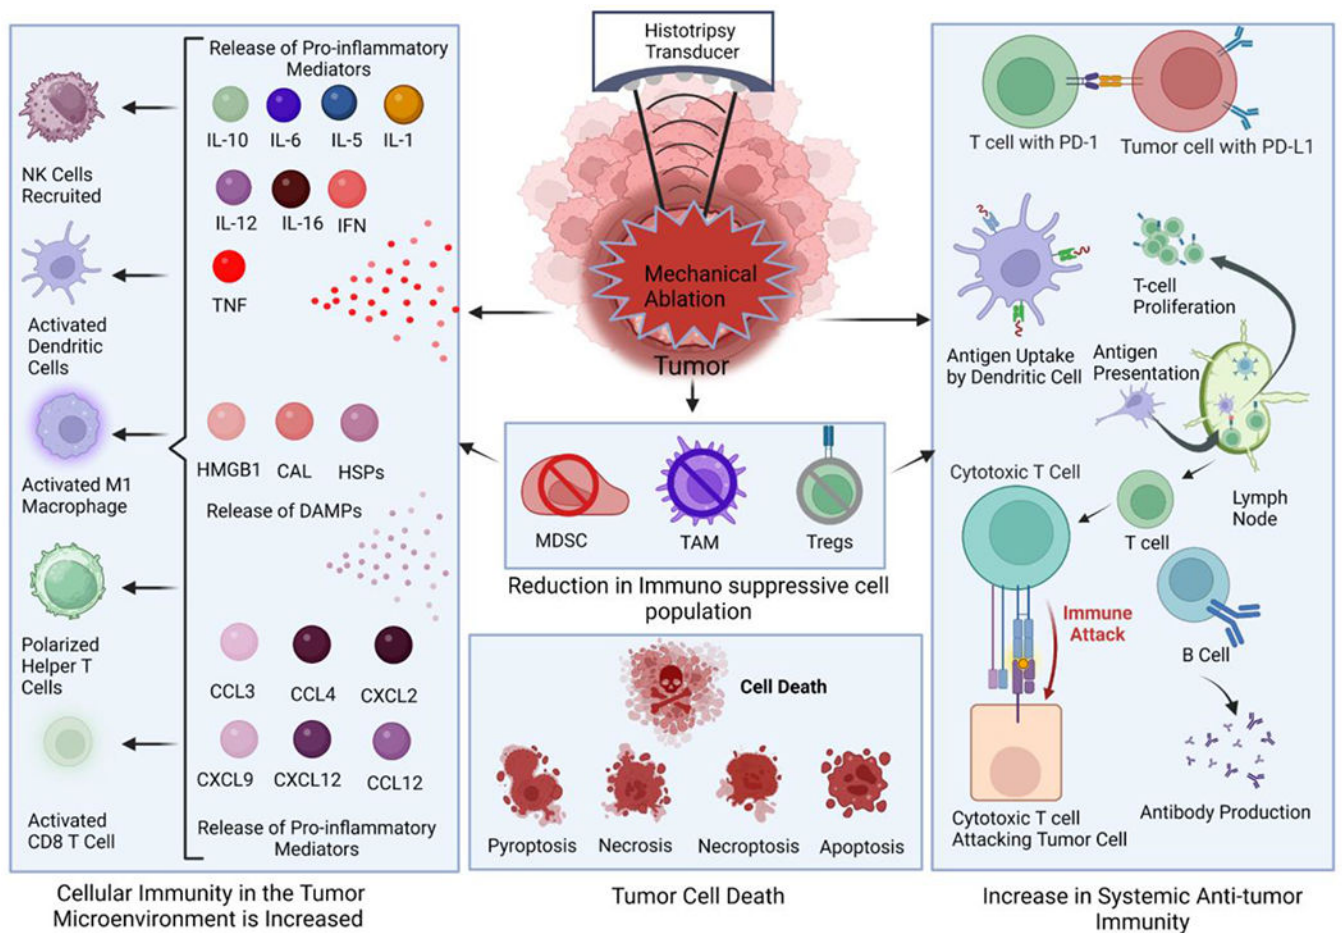 Release of Pro-inflammatory
Mediators
IL-10
IL-6
IL-5
IL-1
IL-12
IL-16
IFN
TNF
HMGB1
CAL
HSPs
Release of DAMPs
CCL3
CCL4
CXCL2
CXCL9
CXCL12
CCL12
Release of Pro-inflammatory
Mediators
NK Cells
Recruited
Activated
Dendritic
Cells
Activated M1
Macrophage
Polarized
Helper T
Cells
Activated
CD8 T Cell
Cellular Immunity in the Tumor
Microenvironment is Increased
Histotripsy
Transducer
Mechanical
Ablation
Tumor
MDSC
TAM
Tregs
Reduction in Immuno suppressive cell
population
Cell Death
Pyroptosis
Necrosis
Necroptosis
Apoptosis
Tumor Cell Death
T cell with PD-1
Tumor cell with PD-L1
Antigen Uptake
by Dendritic Cell
T-cell
Proliferation
Antigen
Presentation
Lymph
Node
Cytotoxic T Cell
T cell
Immune
Attack
B Cell
Cytotoxic T cell
Attacking Tumor Cell
Antibody Production
Increase in Systemic Anti-tumor
Immunity